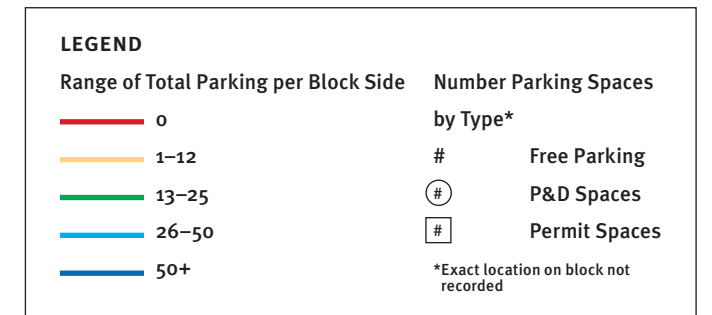 LEGEND
Range of Total Parking per Block Side
0
1–12
13–25
26–50
50+
Number Parking Spaces
by Type*
# Free Parking
# P&D Spaces
# Permit Spaces
*Exact location on block not
recorded